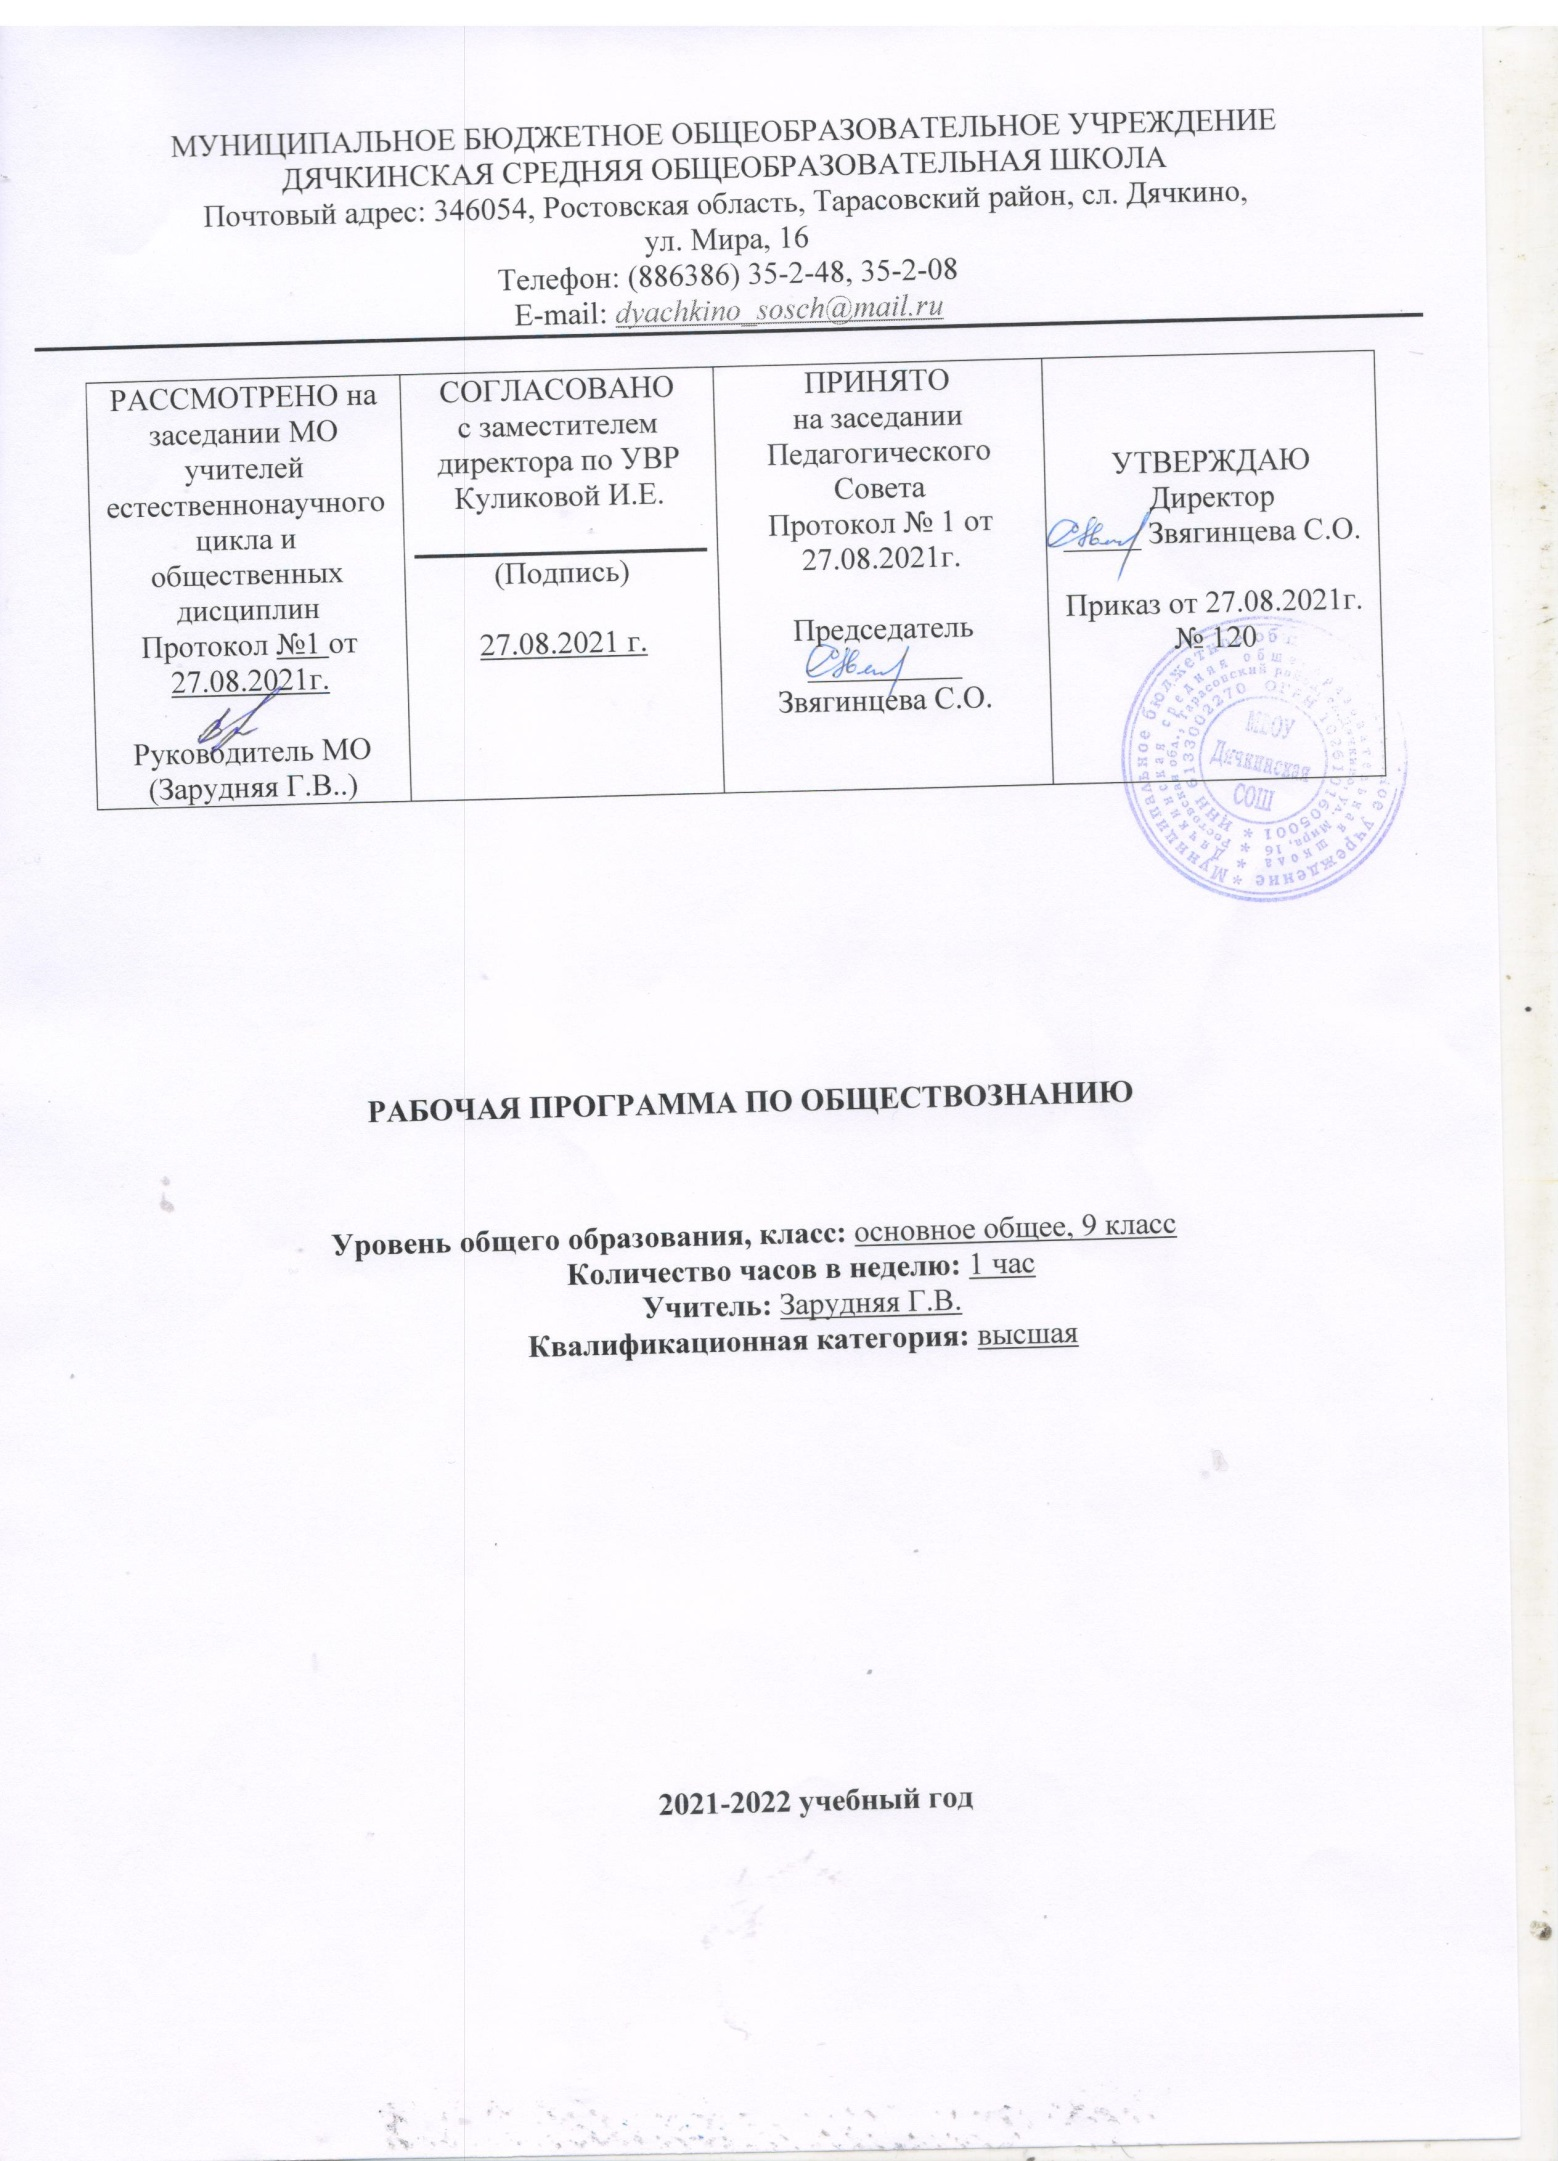 МУНИЦИПАЛЬНОЕ БЮДЖЕТНОЕ ОБЩЕОБРАЗОВАТЕЛЬНОЕ УЧРЕЖДЕНИЕ
ДЯЧКИНСКАЯ СРЕДНЯЯ ОБЩЕОБРАЗОВАТЕЛЬНАЯ ШКОЛА
Почтовый адрес: 346054, Ростовская область, Тарасовский район, сл. Дячкино,
ул. Мира, 16
Телефон: (886386) 35-2-48, 35-2-08
E-mail: dyachkino_sosch@mail.ru
РАССМОТРЕНО на
заседании МО
учителей
естественнонаучного
цикла и
общественных
дисциплин
Протокол №1 от
27.08.2021г.
Руководитель МО
(Зарудняя Г.В..)
СОГЛАСОВАНО
с заместителем
директора по УВР
Куликовой И.Е.
(Подпись)
27.08.2021 г.
ПРИНЯТО
на заседании
Педагогического
Совета
Протокол № 1 от
27.08.2021г.
Председатель
Звягинцева С.О.
УТВЕРЖДАЮ
Директор
Звягинцева С.О.
Приказ от 27.08.2021г.
№ 120
МБОУ
Дячкинская
СОШ
РАБОЧАЯ ПРОГРАММА ПО ОБЩЕСТВОЗНАНИЮ
Уровень общего образования, класс: основное общее, 9 класс
Количество часов в неделю: 1 час
Учитель: Зарудняя Г.В.
Квалификационная категория: высшая
2021-2022 учебный год